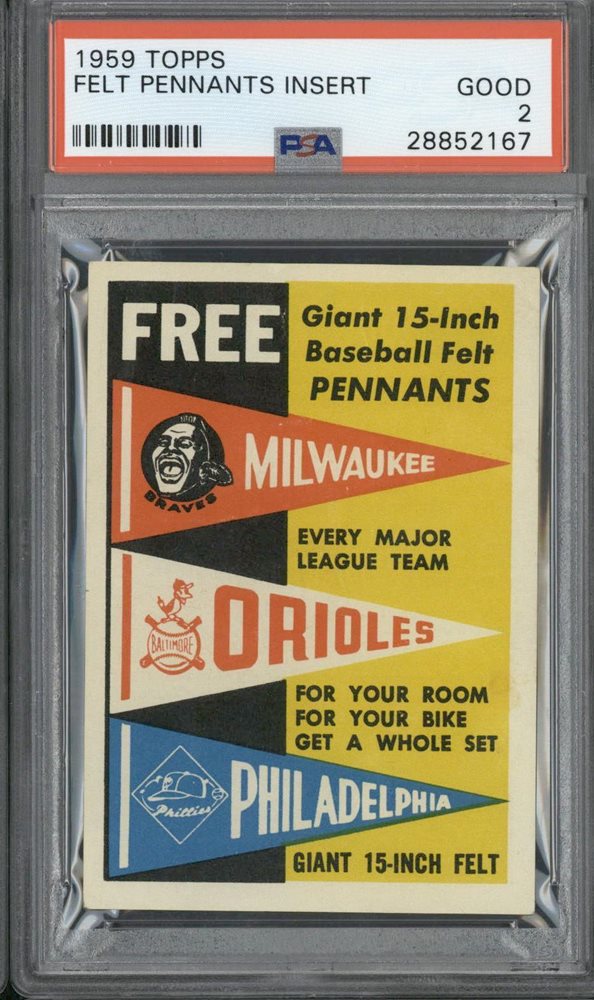 1959 TOPPS
FELT PENNANTS INSERT
GOOD
2
28852167
PSA
FREE
Giant 15-Inch
Baseball Felt
PENNANTS
BRAVES
MILWAUKEE
EVERY MAJOR
LEAGUE TEAM
BALTIMORE
ORIOLES
FOR YOUR ROOM
FOR YOUR BIKE
GET A WHOLE SET
Phillies
PHILADELPHIA
GIANT 15-INCH FELT